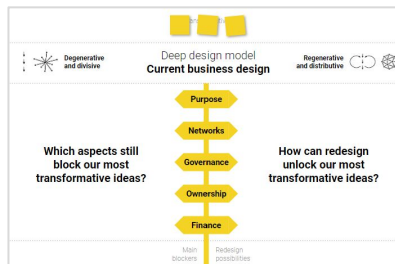 Degenerative
and divisive
Deep design model
Current business design
Regenerative
and distributive
Purpose
Networks
Governance
Ownership
Finance
Which aspects still
block our most
transformative ideas?
How can redesign
unlock our most
transformative ideas?
Main
blockers
Redesign
possibilities